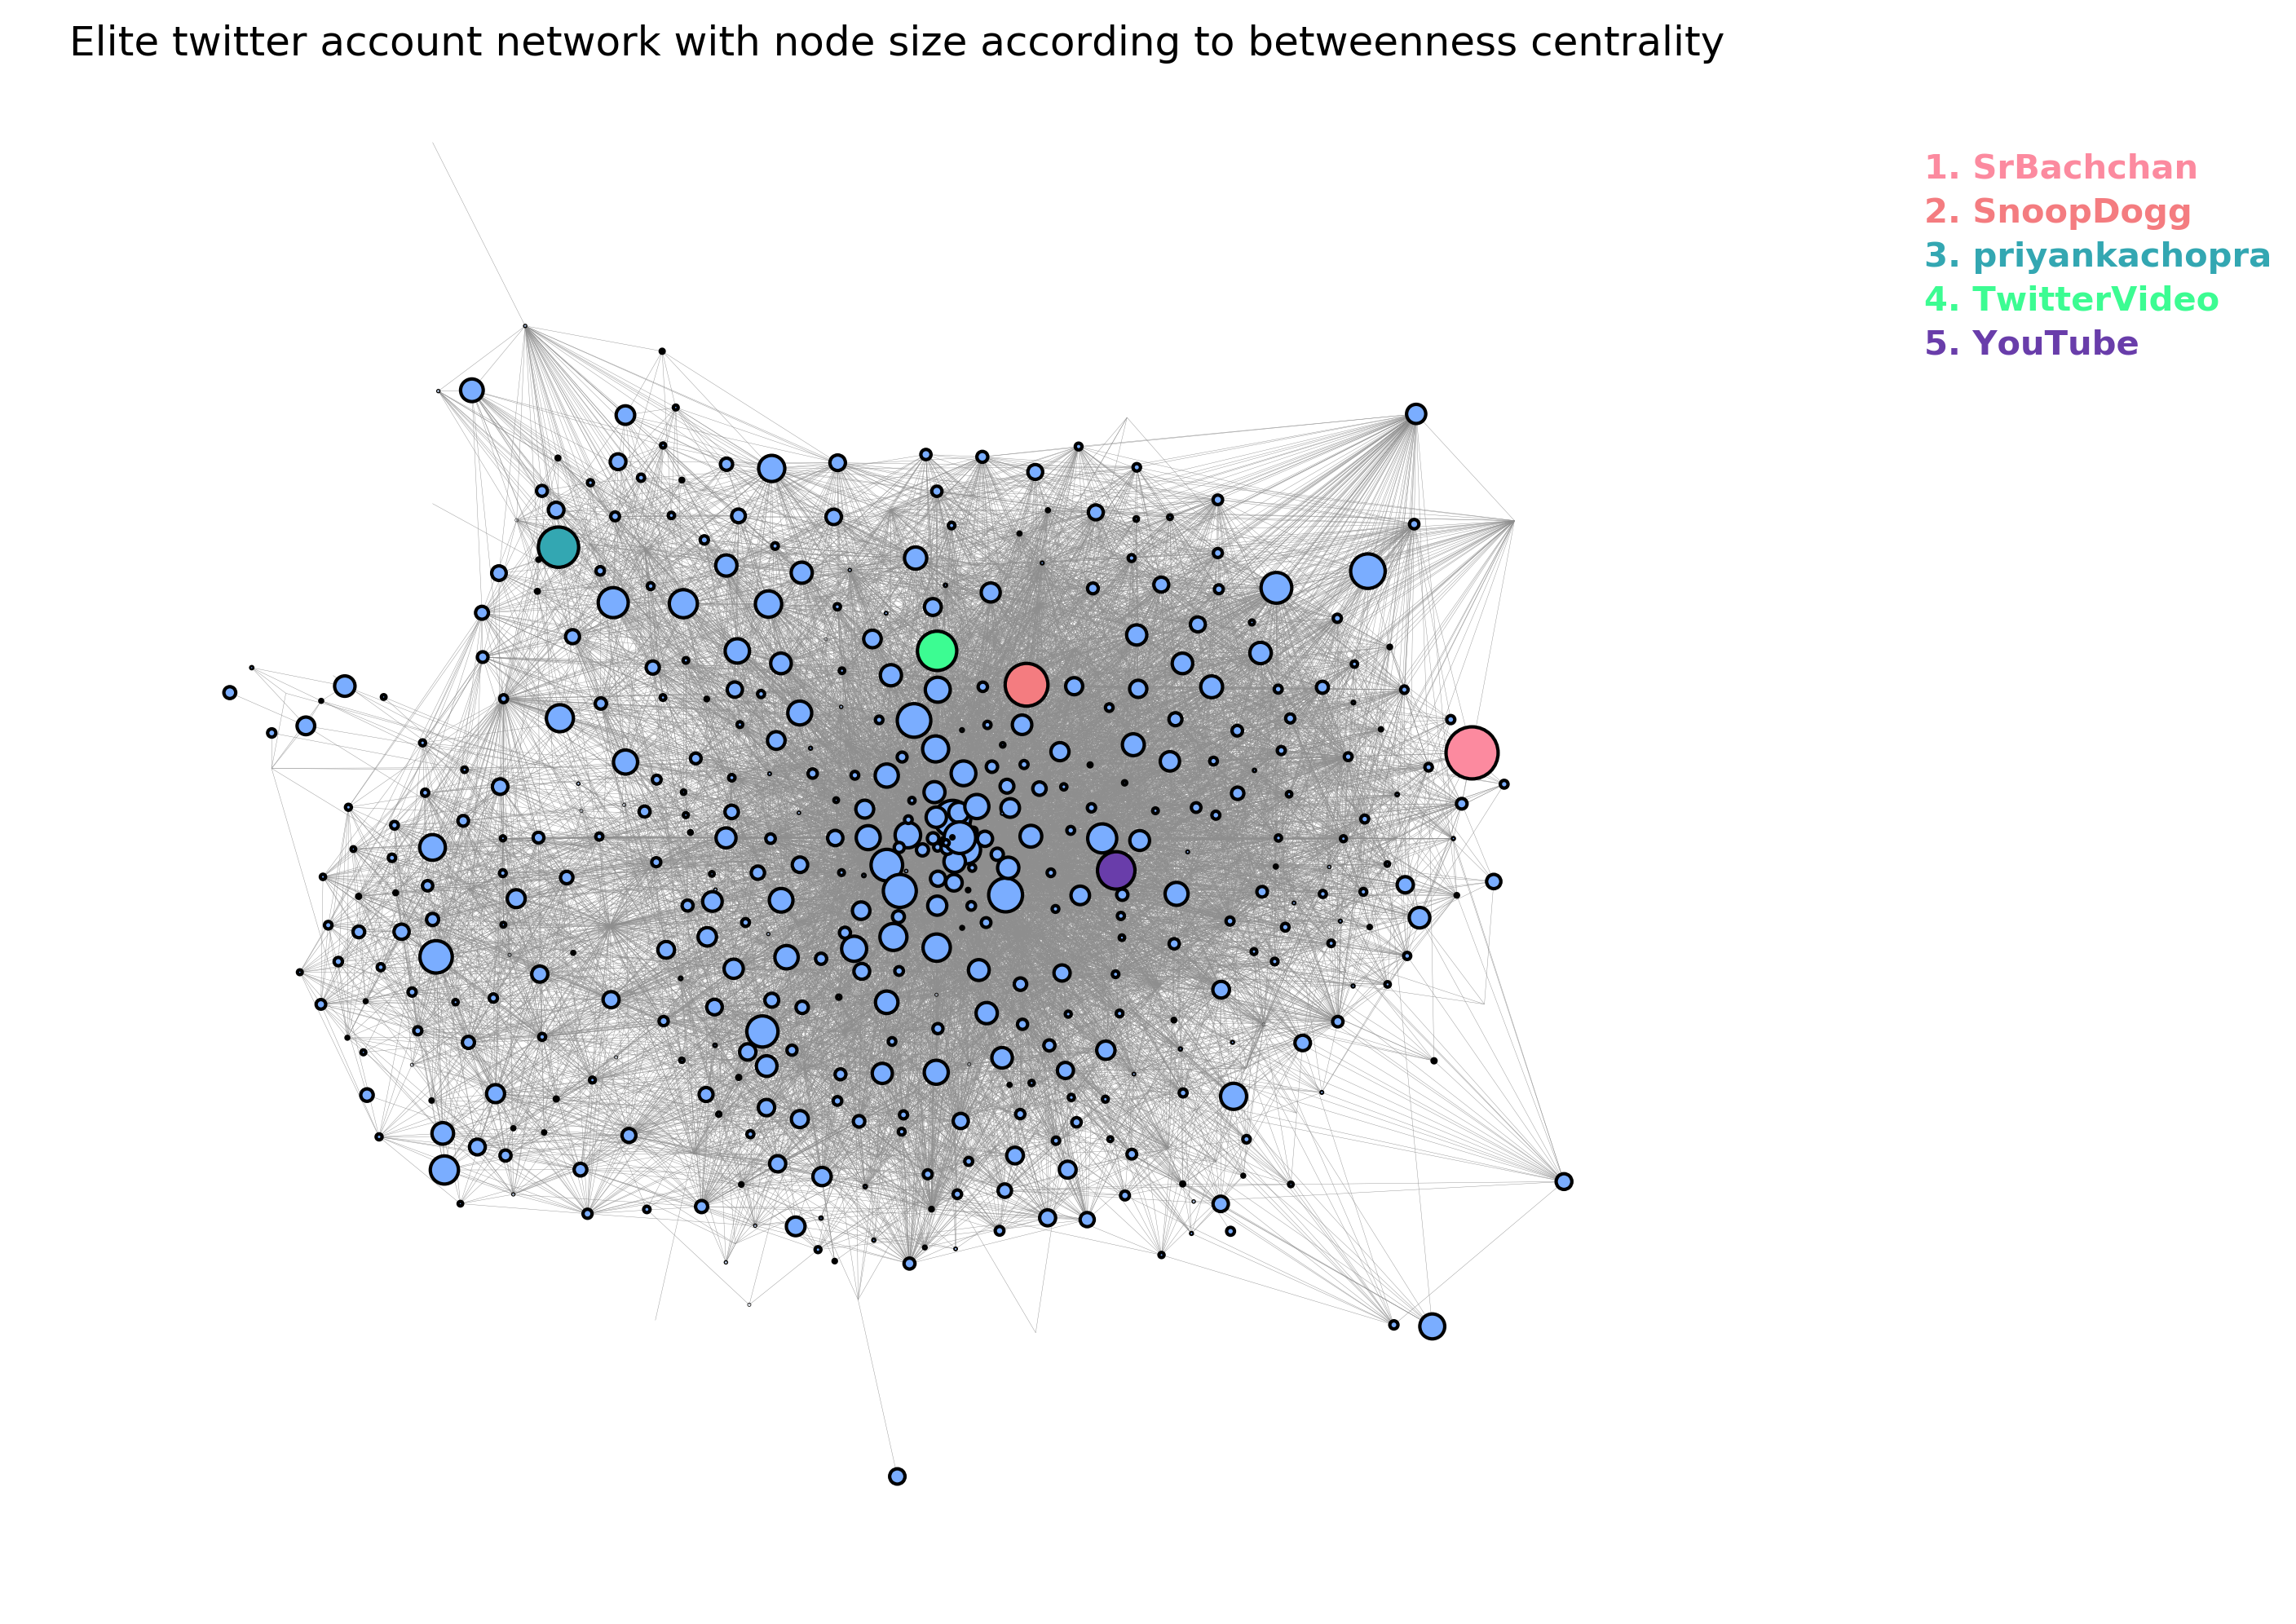 Elite twitter account network with node size according to betweenness centrality
1. SrBachchan
2. SnoopDogg
3. priyankachopra
4. TwitterVideo
5. YouTube